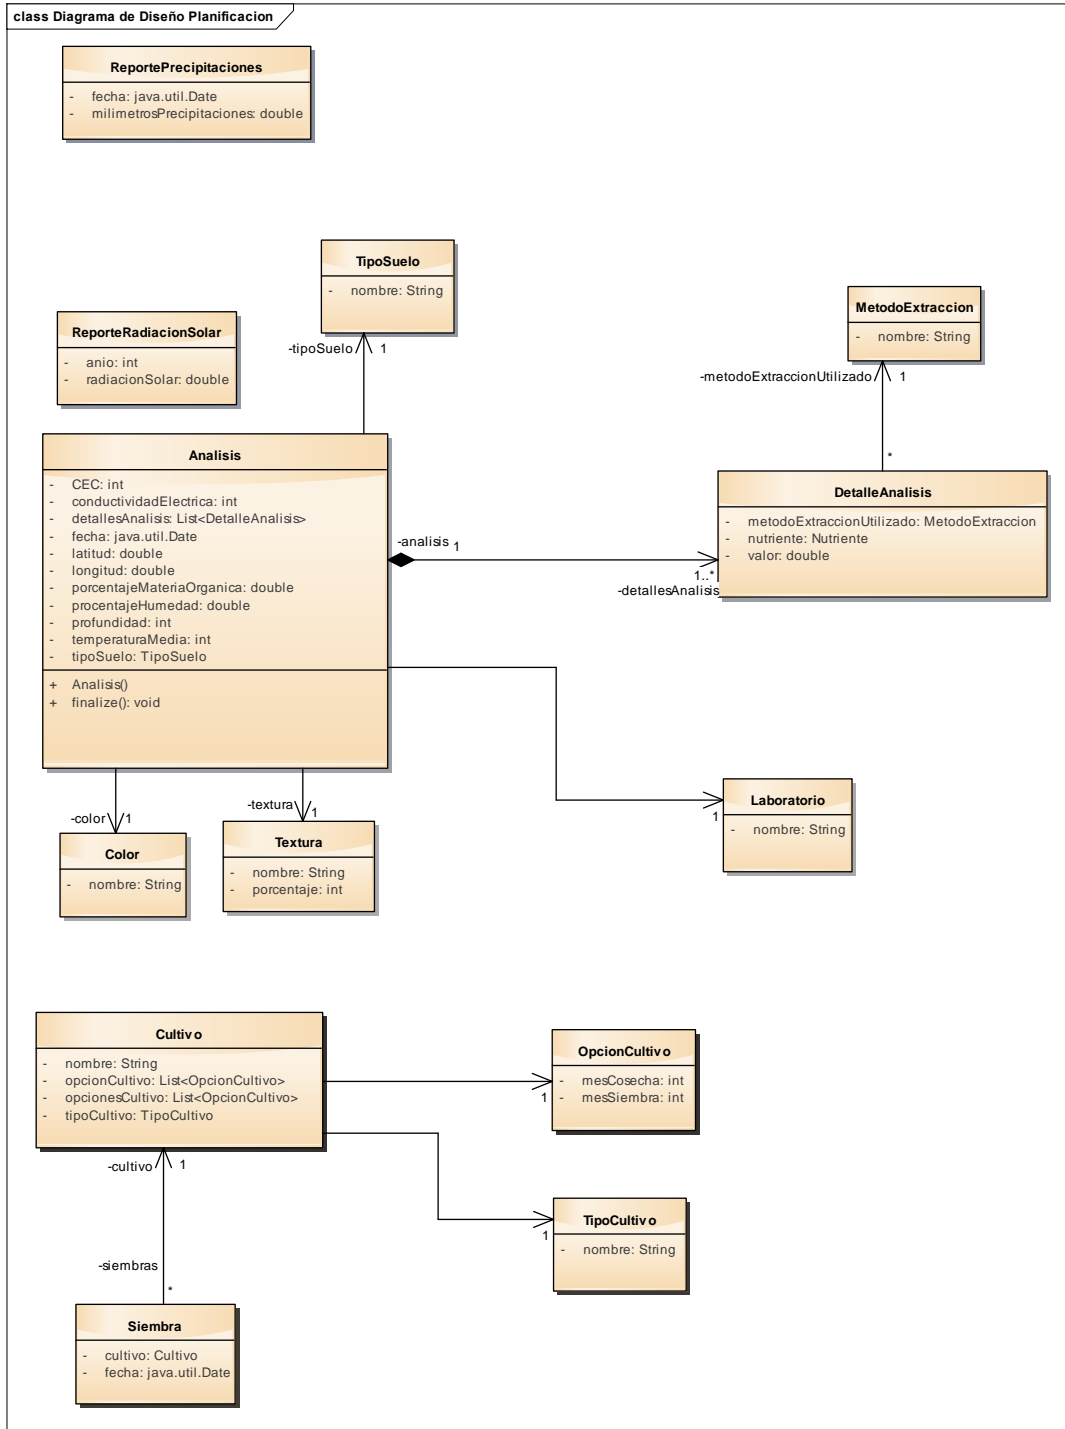 class Diagrama de Diseño Planificacion
ReportePrecipitaciones
- fecha: java.util.Date
- milimetrosPrecipitaciones: double
TipoSuelo
- nombre: String
-tipoSuelo 1
MetodoExtraccion
- nombre: String
-metodoExtraccionUtilizado 1
*
ReporteRadiacionSolar
- anio: int
- radiacionSolar: double
Analisis
- CEC: int
- conductividadElectrica: int
- detallesAnalisis: List<DetalleAnalisis>
- fecha: java.util.Date
- latitud: double
- longitud: double
- porcentajeMateriaOrganica: double
- procentajeHumedad: double
- profundidad: int
- temperaturaMedia: int
- tipoSuelo: TipoSuelo
+ Analisis()
+ finalize(): void
-analisis 1
1..*
-detallesAnalisis
DetalleAnalisis
- metodoExtraccionUtilizado: MetodoExtraccion
- nutriente: Nutriente
- valor: double
1
Laboratorio
- nombre: String
-color 1
Color
- nombre: String
-textura 1
Textura
- nombre: String
- porcentaje: int
Cultivo
- nombre: String
- opcionCultivo: List<OpcionCultivo>
- opcionesCultivo: List<OpcionCultivo>
- tipoCultivo: TipoCultivo
1
OpcionCultivo
- mesCosecha: int
- mesSiembra: int
1
TipoCultivo
- nombre: String
-cultivo 1
-siembras
*
Siembra
- cultivo: Cultivo
- fecha: java.util.Date